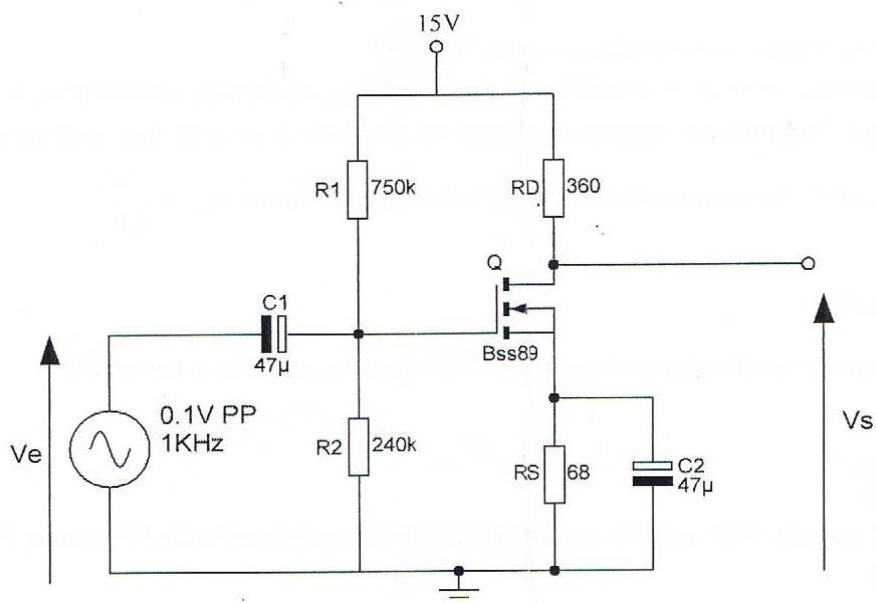 15V
R1 750k
RD 360
Q
C1
47µ
Bss89
0.1V PP
1KHz
Ve
R2 240k
RS 68
C2
47µ
Vs